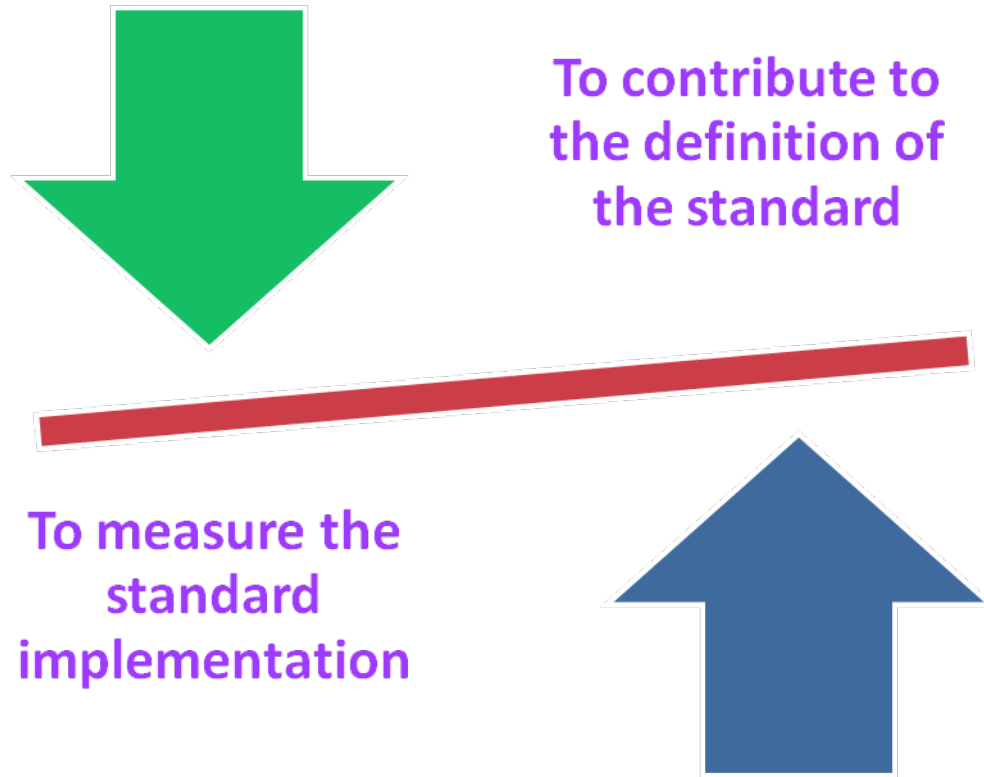 To contribute to
the definition of
the standard
To measure the
standard
implementation